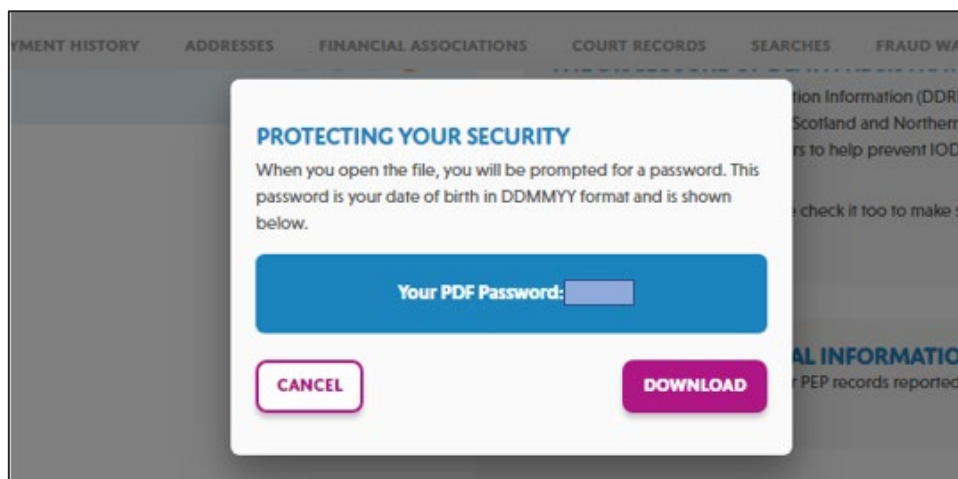 YMENT HISTORY ADDRESSES FINANCIAL ASSOCIATIONS COURT RECORDS SEARCHES FRAUD WA
tion Information (DDRI
Scotland and Northern
rs to help prevent IOD
check it too to make s
PROTECTING YOUR SECURITY
When you open the file, you will be prompted for a password. This
password is your date of birth in DDMMYY format and is shown
below.
Your PDF Password:
CANCEL
DOWNLOAD
AL INFORMATIO
PEP records reported